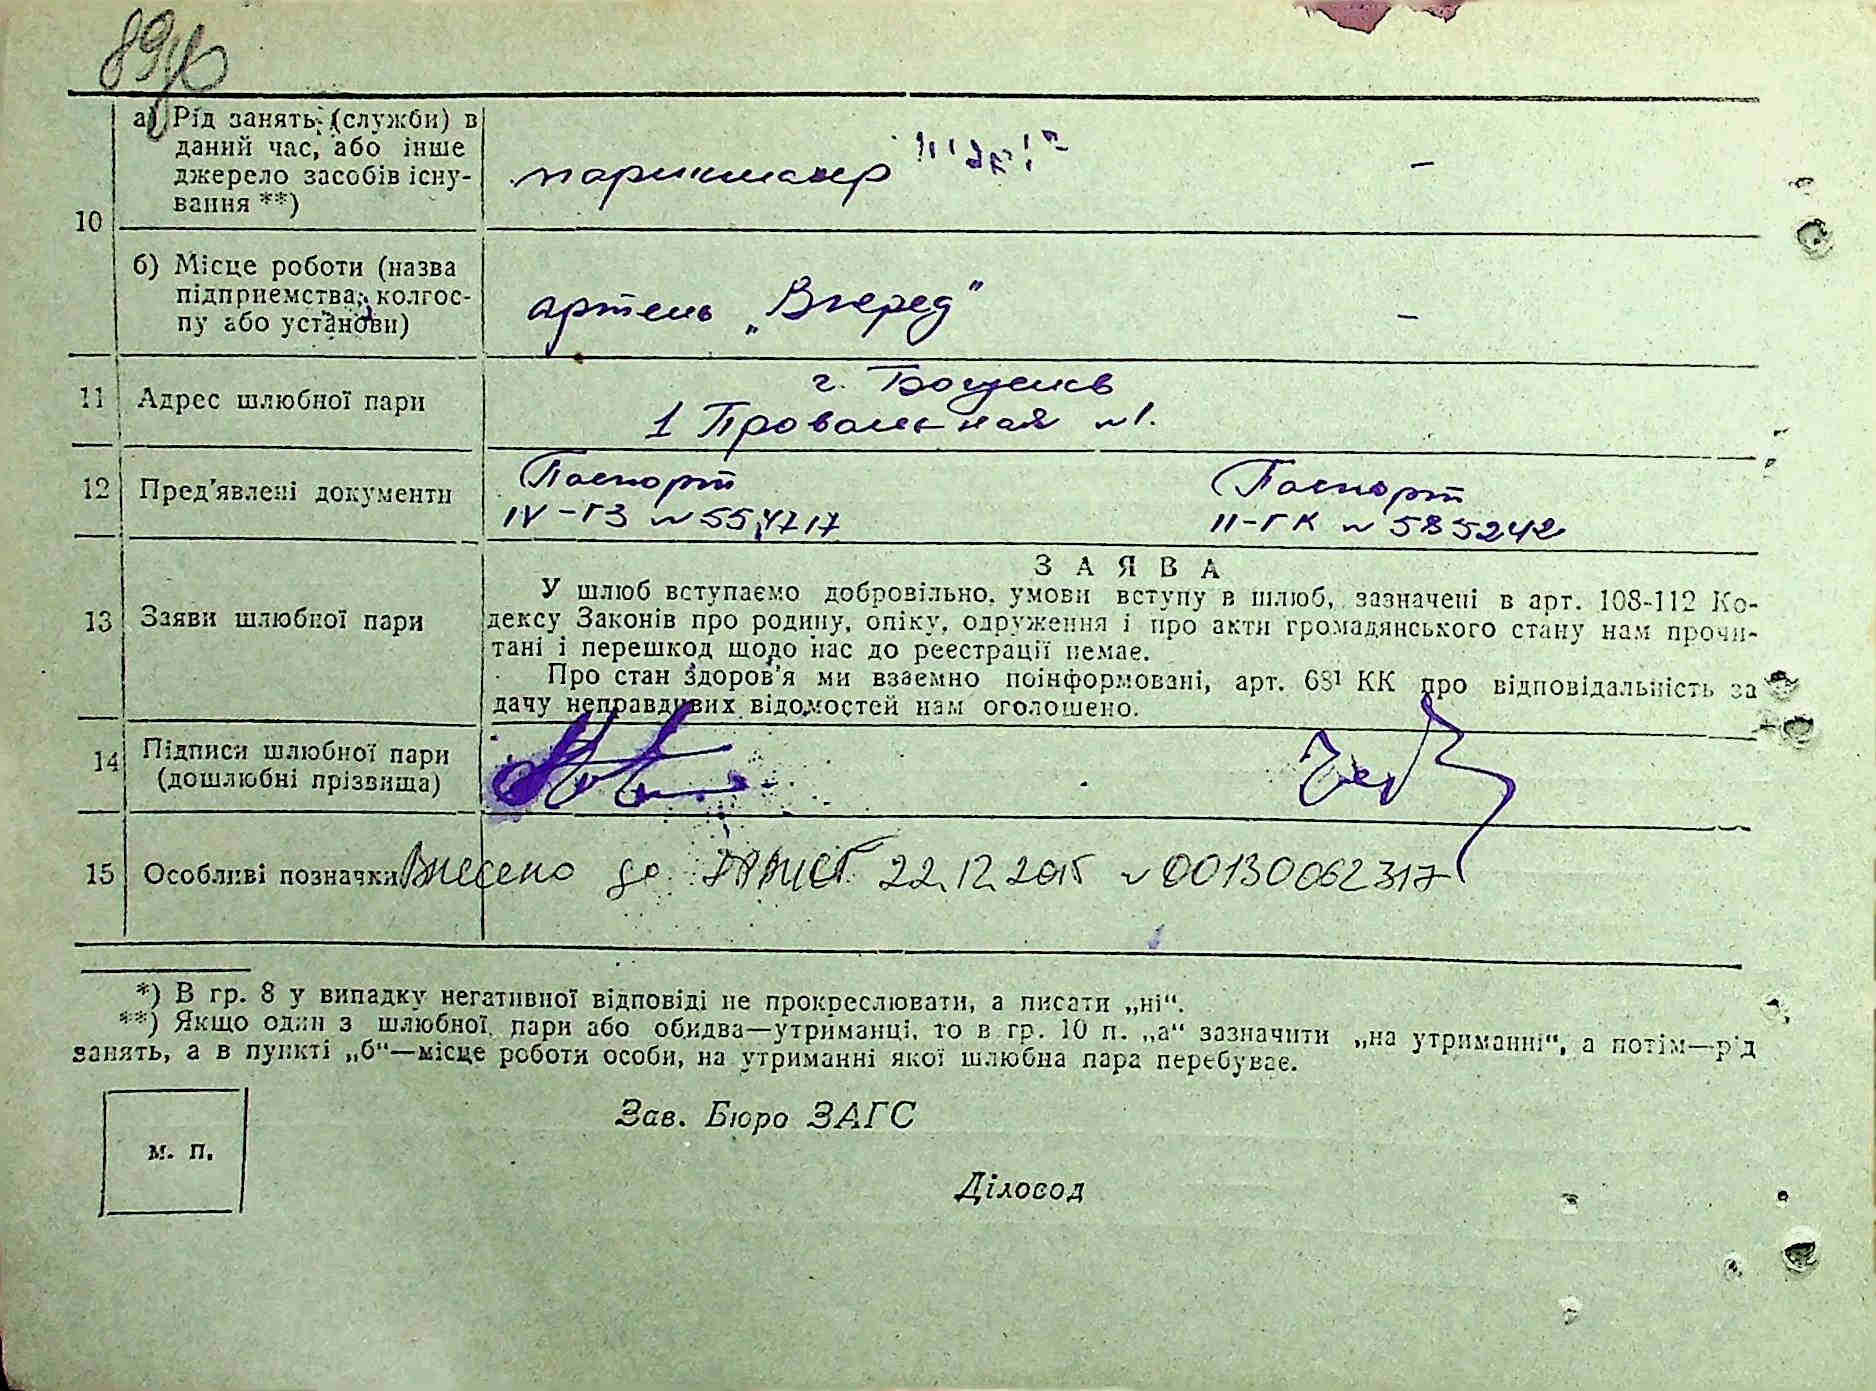 89
а) Рід занять (служби) в
даний час, або інше
джерело засобів існу-
вання **)
парикмахер
–
10
б) Місце роботи (назва
підприємства, колгос-
пу або установи)
артель „Вперед"
–
11 Адрес шлюбної пари
г.
1 Провальная №1.
12 Пред'явлені документи
Паспорт
IV-ГЗ №554717
Паспорт
II-ГК № 585242
13 Заяви шлюбної пари
ЗАЯВА
У шлюб вступаємо добровільно, умови вступу в шлюб, зазначені в арт. 108-112 Ко-
дексу Законів про родину, опіку, одруження і про акти громадянського стану нам прочи-
тані і перешкод щодо нас до реєстрації немає.
Про стан здоров'я ми взаємно поінформовані, арт. 68¹ КК про відповідальність за
дачу неправдивих відомостей нам оголошено.
14 Підписи шлюбної пари
(дошлюбні прізвища)
15 Особливі позначки Внесено до 22.12.2015 №00130062317
*) В гр. 8 у випадку негативної відповіді не прокреслювати, а писати „ні“.
**) Якщо один з шлюбної пари або обидва—утриманці, то в гр. 10 п. „а“ зазначити „на утриманні“, а потім—рід
занять, а в пункті „б“—місце роботи особи, на утриманні якої шлюбна пара перебуває.
Зав. Бюро ЗАГС
м. п.
Діловод